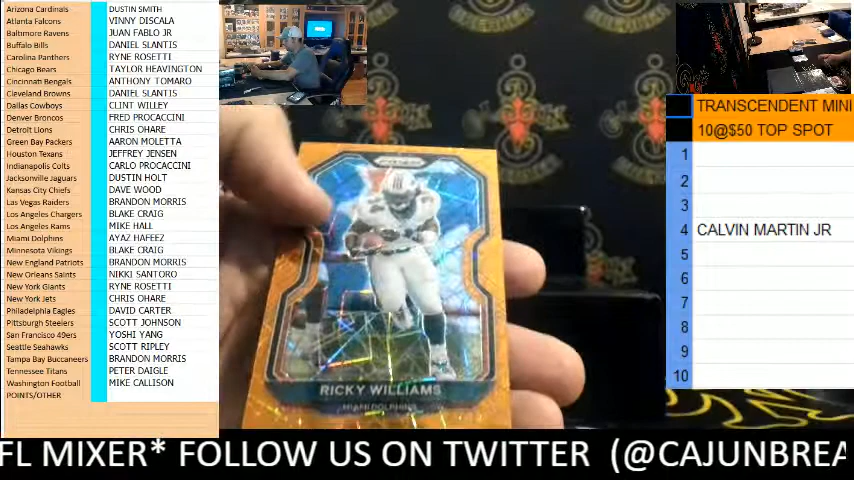 Arizona Cardinals DUSTIN SMITH
Atlanta Falcons VINNY DISCALA
Baltimore Ravens JUAN FABLO JR
Buffalo Bills DANIEL SLANTIS
Carolina Panthers RYNE ROSETTI
Chicago Bears TAYLOR HEAVINGTON
Cincinnati Bengals ANTHONY TOMARO
Cleveland Browns DANIEL SLANTIS
Dallas Cowboys CLINT WILLEY
Denver Broncos FRED PROCACCINI
Detroit Lions CHRIS OHARE
Green Bay Packers AARON MOLETTA
Houston Texans JEFFREY JENSEN
Indianapolis Colts CARLO PROCACCINI
Jacksonville Jaguars DUSTIN HOLT
Kansas City Chiefs DAVE WOOD
Las Vegas Raiders BRANDON MORRIS
Los Angeles Chargers BLAKE CRAIG
Los Angeles Rams MIKE HALL
Miami Dolphins AYAZ HAFEEZ
Minnesota Vikings BLAKE CRAIG
New England Patriots BRANDON MORRIS
New Orleans Saints NIKKI SANTORO
New York Giants RYNE ROSETTI
New York Jets CHRIS OHARE
Philadelphia Eagles DAVID CARTER
Pittsburgh Steelers SCOTT JOHNSON
San Francisco 49ers YOSHI YANG
Seattle Seahawks SCOTT RIPLEY
Tampa Bay Buccaneers BRANDON MORRIS
Tennessee Titans PETER DAIGLE
Washington Football MIKE CALLISON
POINTS/OTHER
PRIZM
RICKY WILLIAMS
MIAMI DOLPHINS
TRANSCENDENT MINI
10@$50 TOP SPOT
1
2
3
4 CALVIN MARTIN JR
5
6
7
8
9
10
FL MIXER* FOLLOW US ON TWITTER (@CAJUNBREA